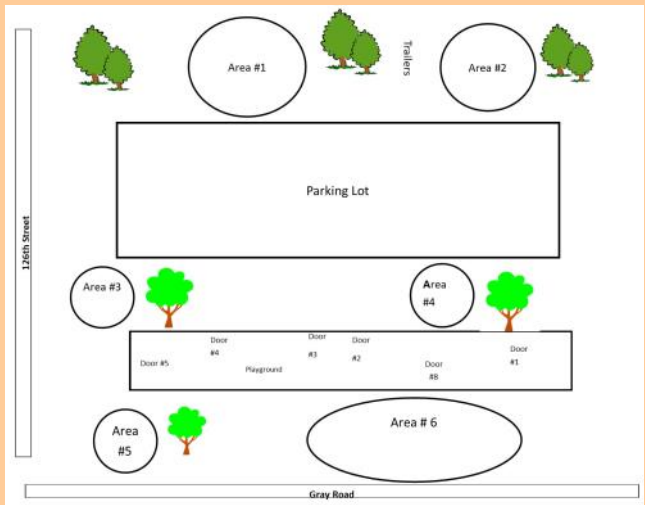 Area #1
Trailers
Area #2
Parking Lot
126th Street
Area #3
Area
#4
Door #5
Door
#4
Playground
Door
#3
Door
#2
Door
#8
Door
#1
Area
#5
Area # 6
Gray Road